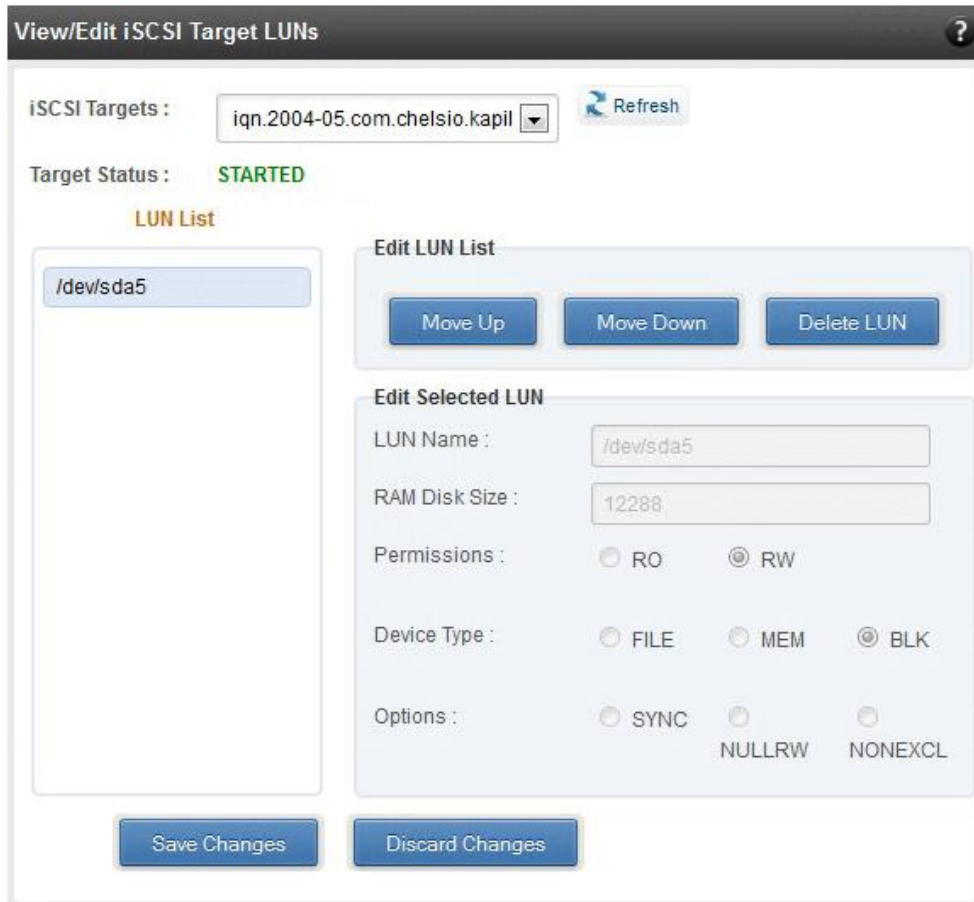 View/Edit iSCSI Target LUNs
?
iSCSI Targets :
iqn.2004-05.com.chelsio.kapil
Refresh
Target Status :
STARTED
LUN List
/dev/sda5
Edit LUN List
Move Up
Move Down
Delete LUN
Edit Selected LUN
LUN Name :
/dev/sda5
RAM Disk Size :
12288
Permissions :
RO
RW
Device Type :
FILE
MEM
BLK
Options :
SYNC
NULLRW
NONEXCL
Save Changes
Discard Changes